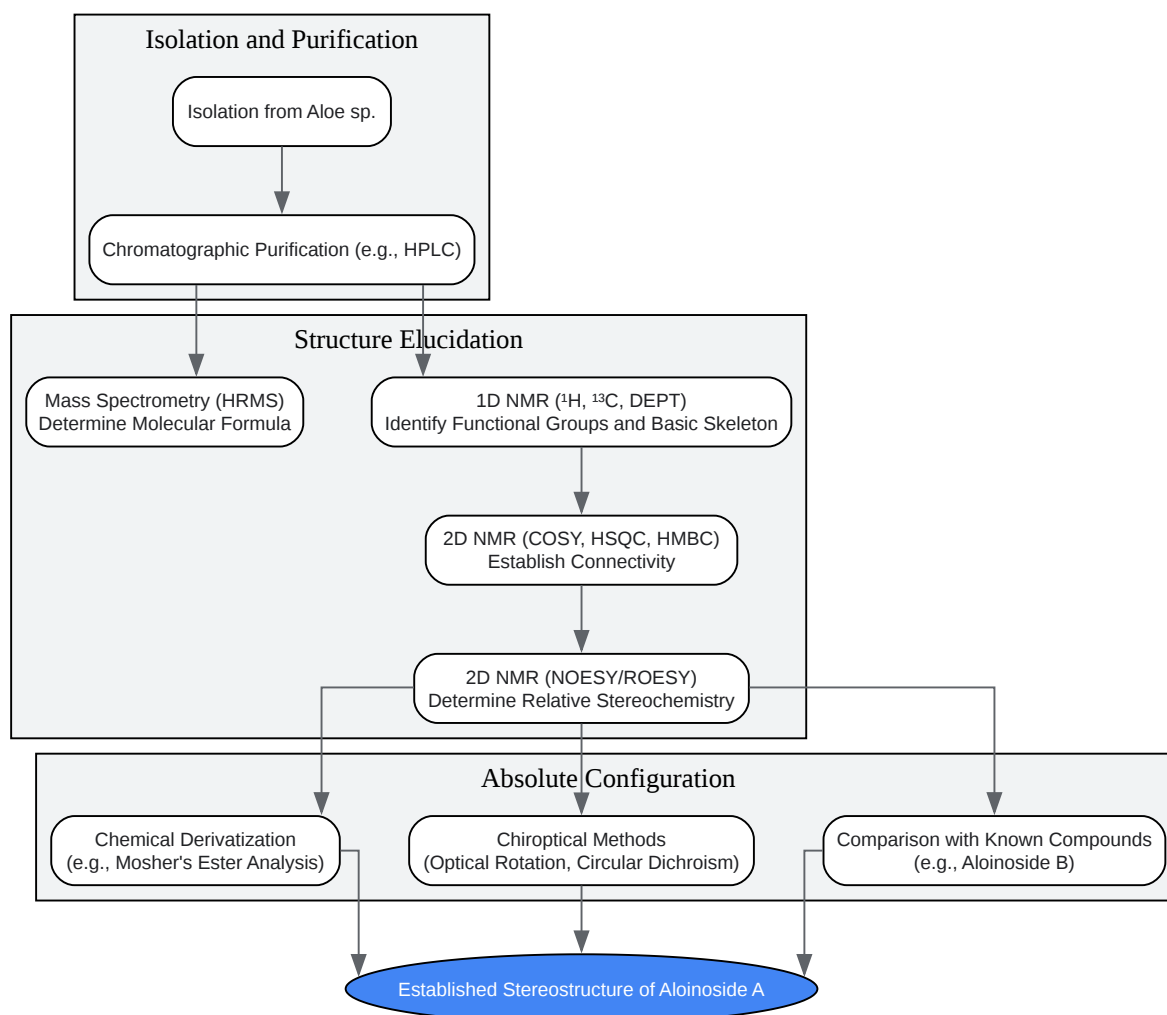 Isolation and Purification
Isolation from Aloe sp.
Chromatographic Purification (e.g., HPLC)
Structure Elucidation
Mass Spectrometry (HRMS)
Determine Molecular Formula
1D NMR (¹H, ¹³C, DEPT)
Identify Functional Groups and Basic Skeleton
2D NMR (COSY, HSQC, HMBC)
Establish Connectivity
2D NMR (NOESY/ROESY)
Determine Relative Stereochemistry
Absolute Configuration
Chemical Derivatization
(e.g., Mosher's Ester Analysis)
Chiroptical Methods
(Optical Rotation, Circular Dichroism)
Comparison with Known Compounds
(e.g., Aloinoside B)
Established Stereostructure of Aloinoside A